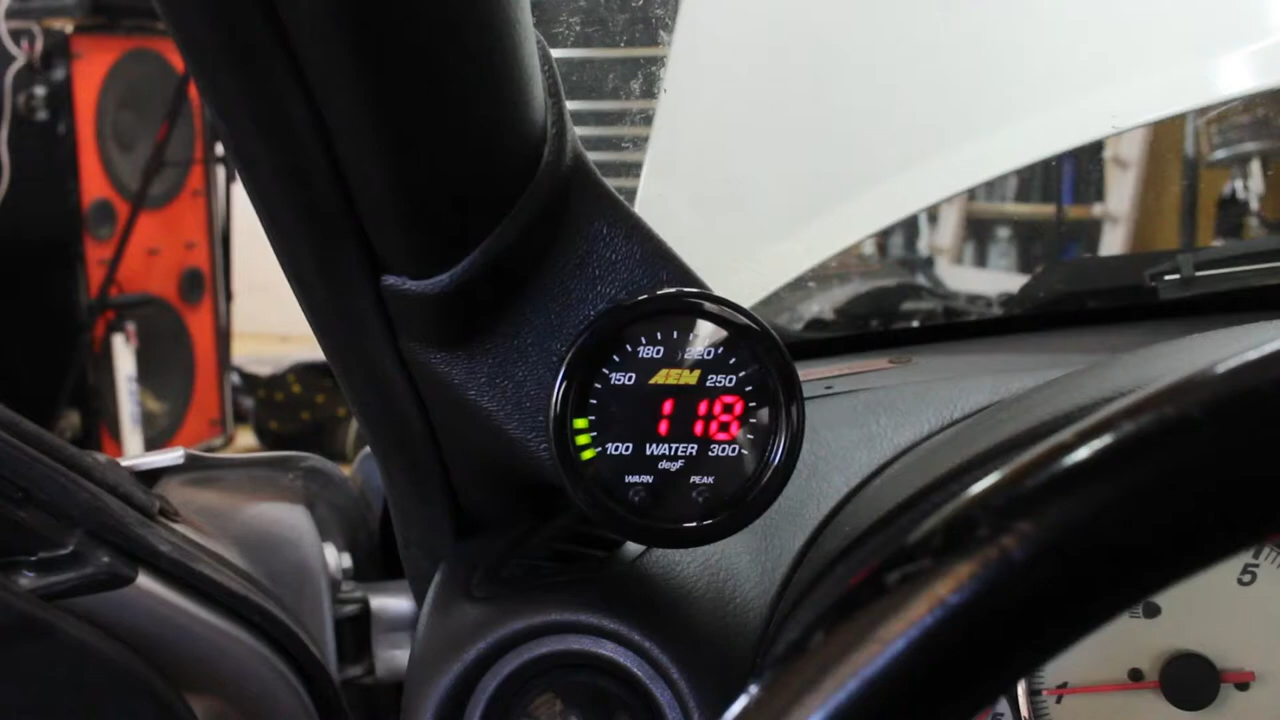 180 220
150 AEM 250
118
100 WATER 300
degF
WARN PEAK
5
1